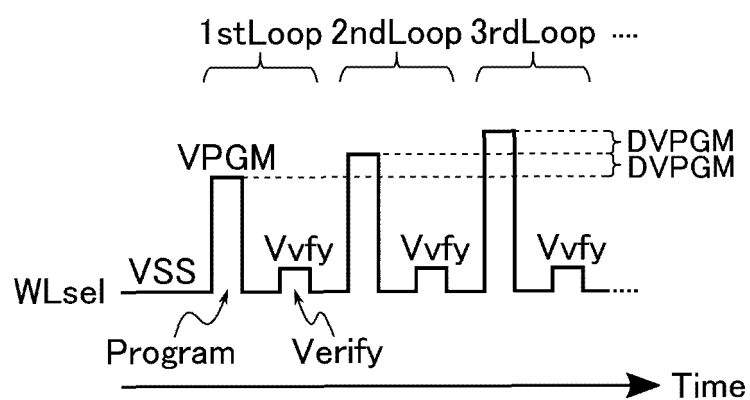 1stLoop 2ndLoop 3rdLoop ····
DVPGM
VPGM
DVPGM
Vvfy Vvfy Vvfy
VSS
WLsel ····
Program Verify
Time